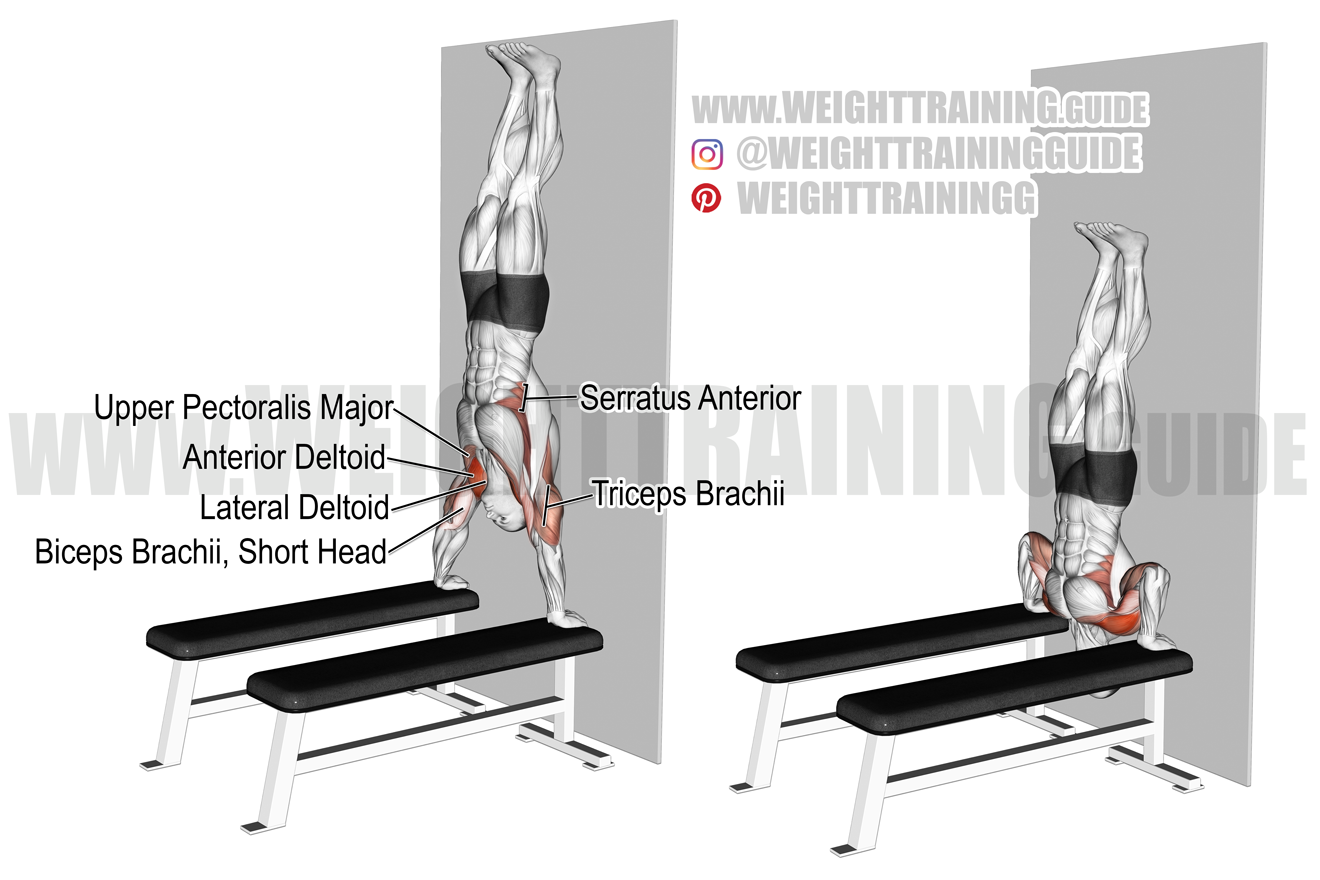 www.WEIGHTTRAINING.GUIDE
@WEIGHTTRAININGGUIDE
WEIGHTTRAININGG
Upper Pectoralis Major
Serratus Anterior
www.WEIGHTTRAINING.GUIDE
Anterior Deltoid
Lateral Deltoid
Triceps Brachii
Biceps Brachii, Short Head